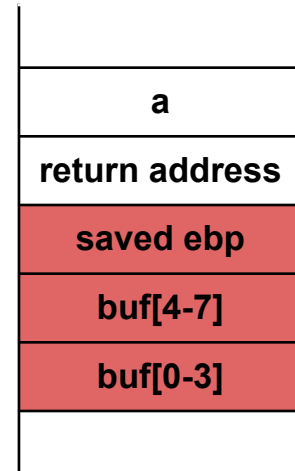 a
return address
saved ebp
buf[4-7]
buf[0-3]